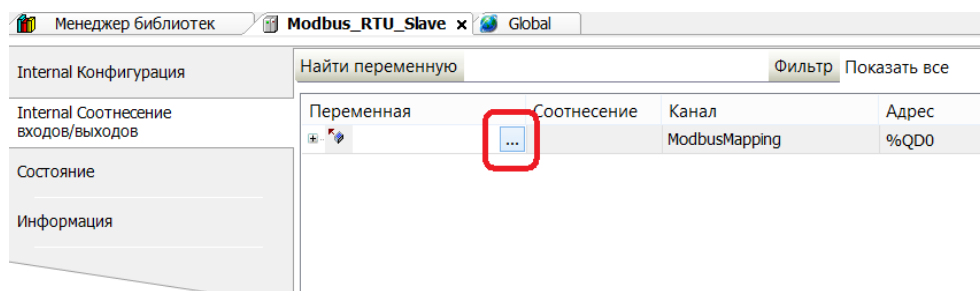 Менеджер библиотек
Modbus_RTU_Slave x
Global
Internal Конфигурация
Найти переменную
Фильтр Показать все
Internal Соотнесение
входов/выходов
Переменная Соотнесение Канал Адрес
... ModbusMapping %QD0
Состояние
Информация